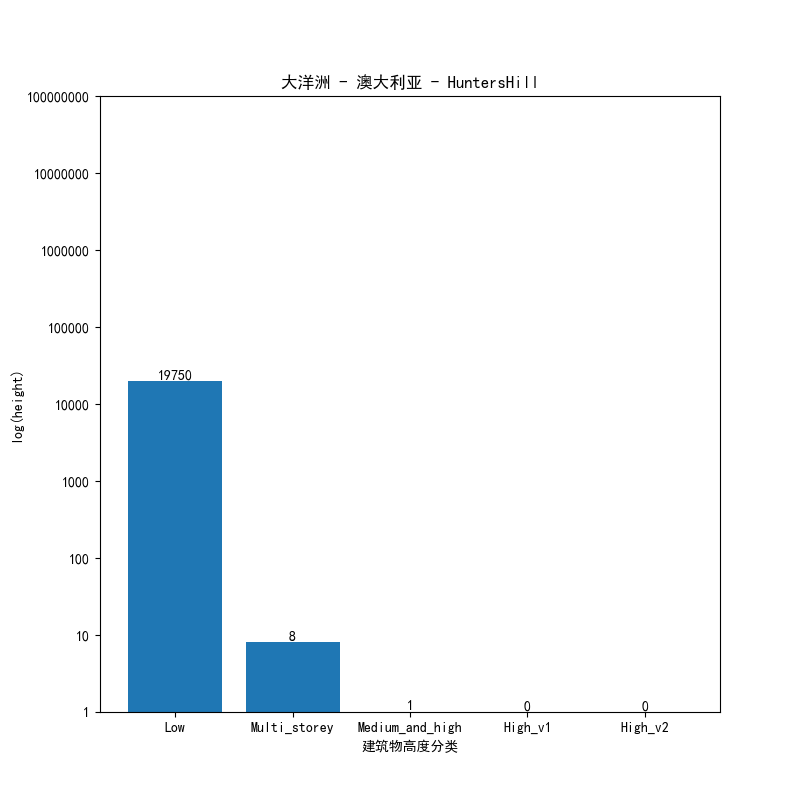 大洋洲 - 澳大利亚 - HuntersHill
100000000
10000000
1000000
100000
10000
1000
100
10
1
log(height)
19750
8
1
0
0
Low
Multi_storey
Medium_and_high
High_v1
High_v2
建筑物高度分类